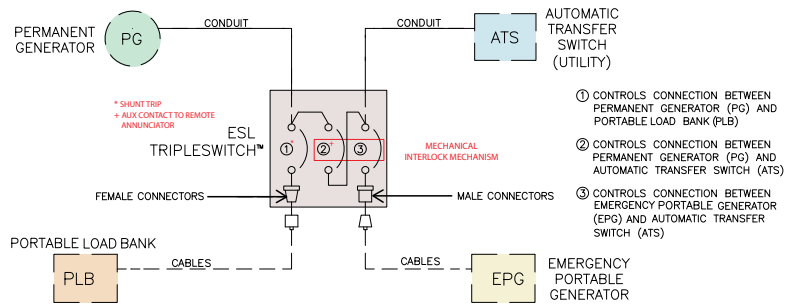 PERMANENT
GENERATOR
PG
CONDUIT
CONDUIT
ATS
AUTOMATIC
TRANSFER
SWITCH
(UTILITY)
* SHUNT TRIP
+ AUX CONTACT TO REMOTE
ANNUNCIATOR
ESL
TRIPLESWITCH™
1*
2+
3
MECHANICAL
INTERLOCK MECHANISM
FEMALE CONNECTORS
MALE CONNECTORS
PORTABLE LOAD BANK
PLB
CABLES
CABLES
EPG
EMERGENCY
PORTABLE
GENERATOR
1 CONTROLS CONNECTION BETWEEN
PERMANENT GENERATOR (PG) AND
PORTABLE LOAD BANK (PLB)
2 CONTROLS CONNECTION BETWEEN
PERMANENT GENERATOR (PG) AND
AUTOMATIC TRANSFER SWITCH (ATS)
3 CONTROLS CONNECTION BETWEEN
EMERGENCY PORTABLE GENERATOR
(EPG) AND AUTOMATIC TRANSFER
SWITCH (ATS)